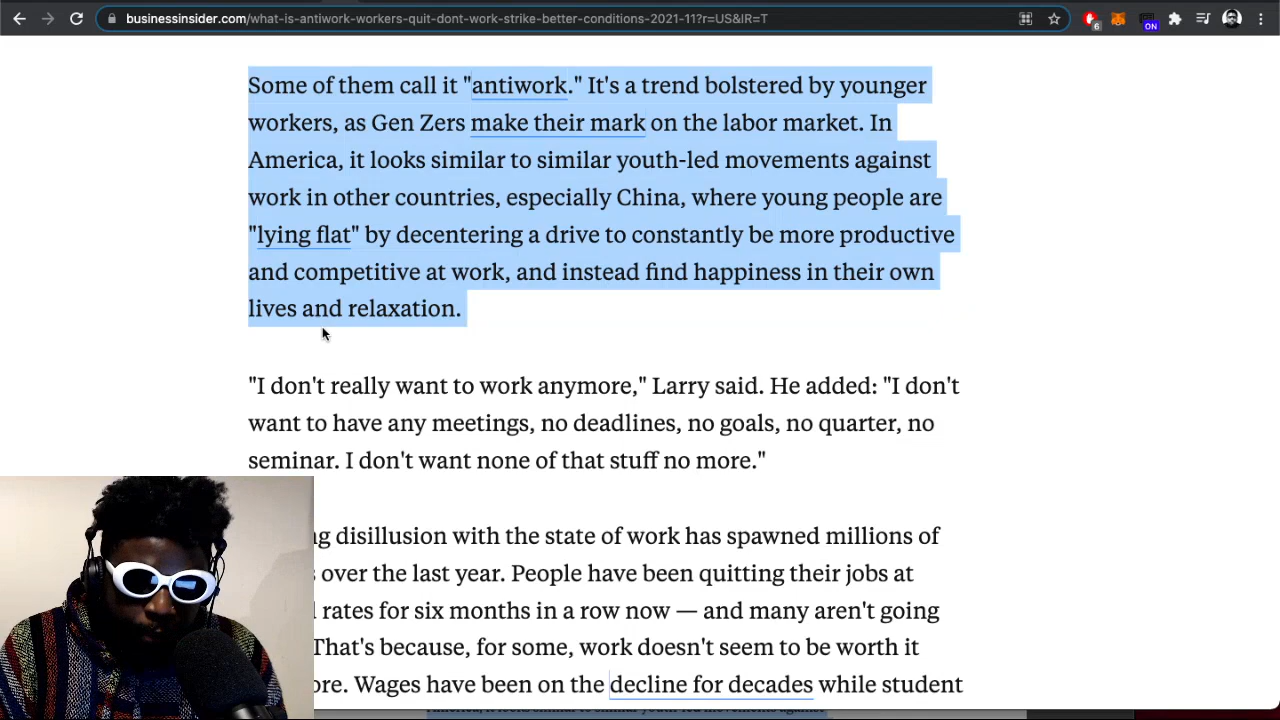 businessinsider.com/what-is-antiwork-workers-quit-dont-work-strike-better-conditions-2021-11?r=US&IR=T
6
ON
Some of them call it "antiwork." It's a trend bolstered by younger
workers, as Gen Zers make their mark on the labor market. In
America, it looks similar to similar youth-led movements against
work in other countries, especially China, where young people are
"lying flat" by decentering a drive to constantly be more productive
and competitive at work, and instead find happiness in their own
lives and relaxation.
"I don't really want to work anymore," Larry said. He added: "I don't
want to have any meetings, no deadlines, no goals, no quarter, no
seminar. I don't want none of that stuff no more."
disillusion with the state of work has spawned millions of
over the last year. People have been quitting their jobs at
rates for six months in a row now — and many aren't going
That's because, for some, work doesn't seem to be worth it
Wages have been on the decline for decades while student